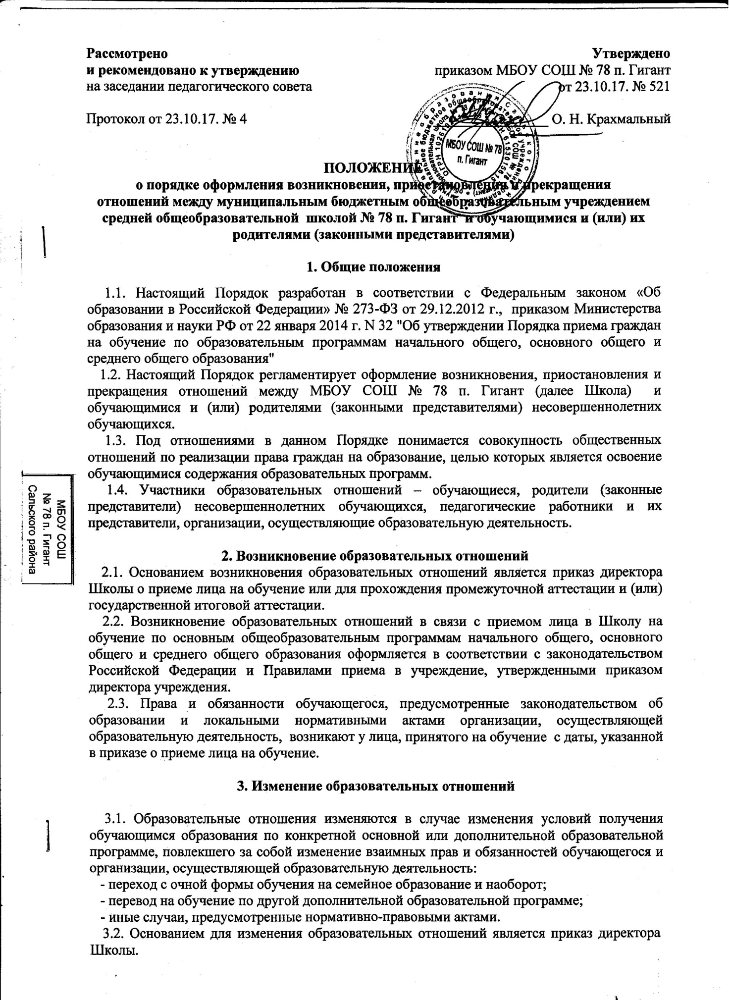 Рассмотрено
и рекомендовано к утверждению
на заседании педагогического совета
Протокол от 23.10.17. № 4
Утверждено
приказом МБОУ СОШ № 78 п. Гигант
от 23.10.17. № 521
О. Н. Крахмальный
МБОУ СОШ № 78
п. Гигант
ПОЛОЖЕНИЕ
о порядке оформления возникновения, приостановления и прекращения
отношений между муниципальным бюджетным общеобразовательным учреждением
средней общеобразовательной школой № 78 п. Гигант и обучающимися и (или) их
родителями (законными представителями)
1. Общие положения
1.1. Настоящий Порядок разработан в соответствии с Федеральным законом «Об
образовании в Российской Федерации» № 273-ФЗ от 29.12.2012 г., приказом Министерства
образования и науки РФ от 22 января 2014 г. N 32 "Об утверждении Порядка приема граждан
на обучение по образовательным программам начального общего, основного общего и
среднего общего образования"
1.2. Настоящий Порядок регламентирует оформление возникновения, приостановления и
прекращения отношений между МБОУ СОШ № 78 п. Гигант (далее Школа) и
обучающимися и (или) родителями (законными представителями) несовершеннолетних
обучающихся.
1.3. Под отношениями в данном Порядке понимается совокупность общественных
отношений по реализации права граждан на образование, целью которых является освоение
обучающимися содержания образовательных программ.
1.4. Участники образовательных отношений – обучающиеся, родители (законные
представители) несовершеннолетних обучающихся, педагогические работники и их
представители, организации, осуществляющие образовательную деятельность.
МБОУ СОШ
№ 78 п. Гигант
Сальского района
2. Возникновение образовательных отношений
2.1. Основанием возникновения образовательных отношений является приказ директора
Школы о приеме лица на обучение или для прохождения промежуточной аттестации и (или)
государственной итоговой аттестации.
2.2. Возникновение образовательных отношений в связи с приемом лица в Школу на
обучение по основным общеобразовательным программам начального общего, основного
общего и среднего общего образования оформляется в соответствии с законодательством
Российской Федерации и Правилами приема в учреждение, утвержденными приказом
директора учреждения.
2.3. Права и обязанности обучающегося, предусмотренные законодательством об
образовании и локальными нормативными актами организации, осуществляющей
образовательную деятельность, возникают у лица, принятого на обучение с даты, указанной
в приказе о приеме лица на обучение.
3. Изменение образовательных отношений
3.1. Образовательные отношения изменяются в случае изменения условий получения
обучающимся образования по конкретной основной или дополнительной образовательной
программе, повлекшего за собой изменение взаимных прав и обязанностей обучающегося и
организации, осуществляющей образовательную деятельность:
- переход с очной формы обучения на семейное образование и наоборот;
- перевод на обучение по другой дополнительной образовательной программе;
- иные случаи, предусмотренные нормативно-правовыми актами.
3.2. Основанием для изменения образовательных отношений является приказ директора
Школы.